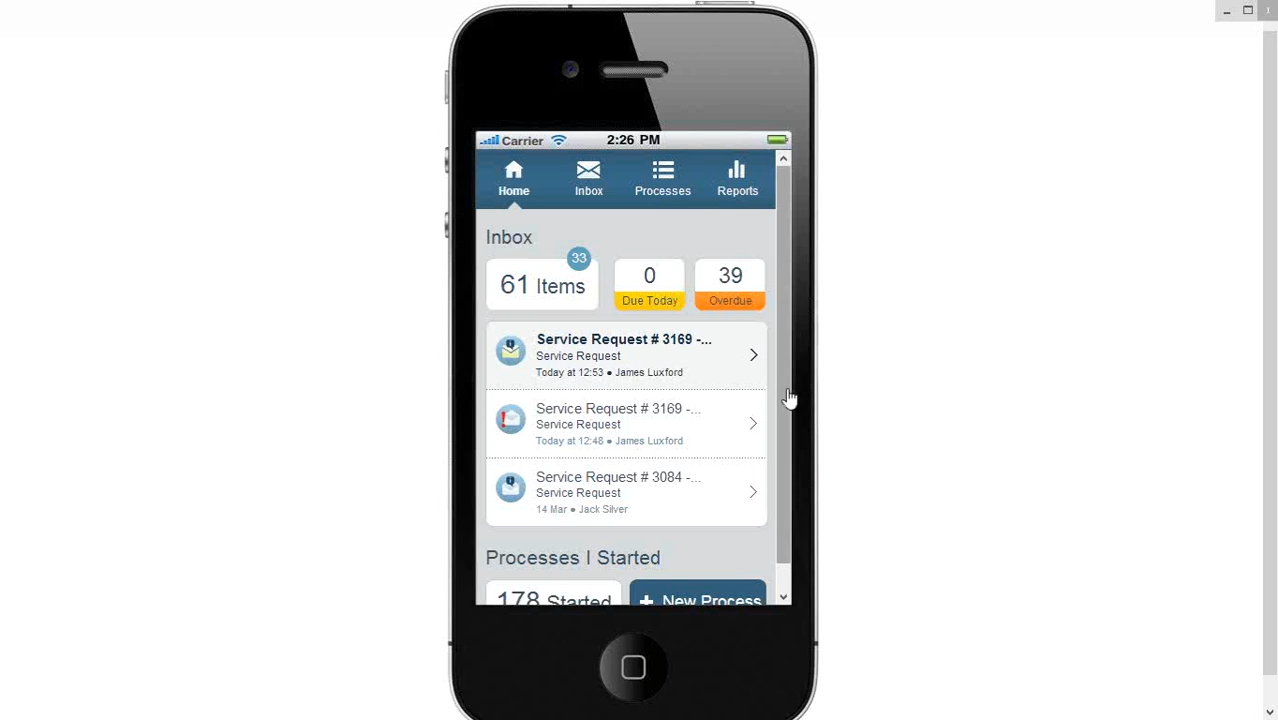 Carrier 2:26 PM
Home Inbox Processes Reports
Inbox
33
61 Items
0
Due Today
39
Overdue
Service Request # 3169 -...
Service Request
Today at 12:53 ● James Luxford
Service Request # 3169 -...
Service Request
Today at 12:48 ● James Luxford
Service Request # 3084 -...
Service Request
14 Mar ● Jack Silver
Processes I Started
178 Started
+ New Process